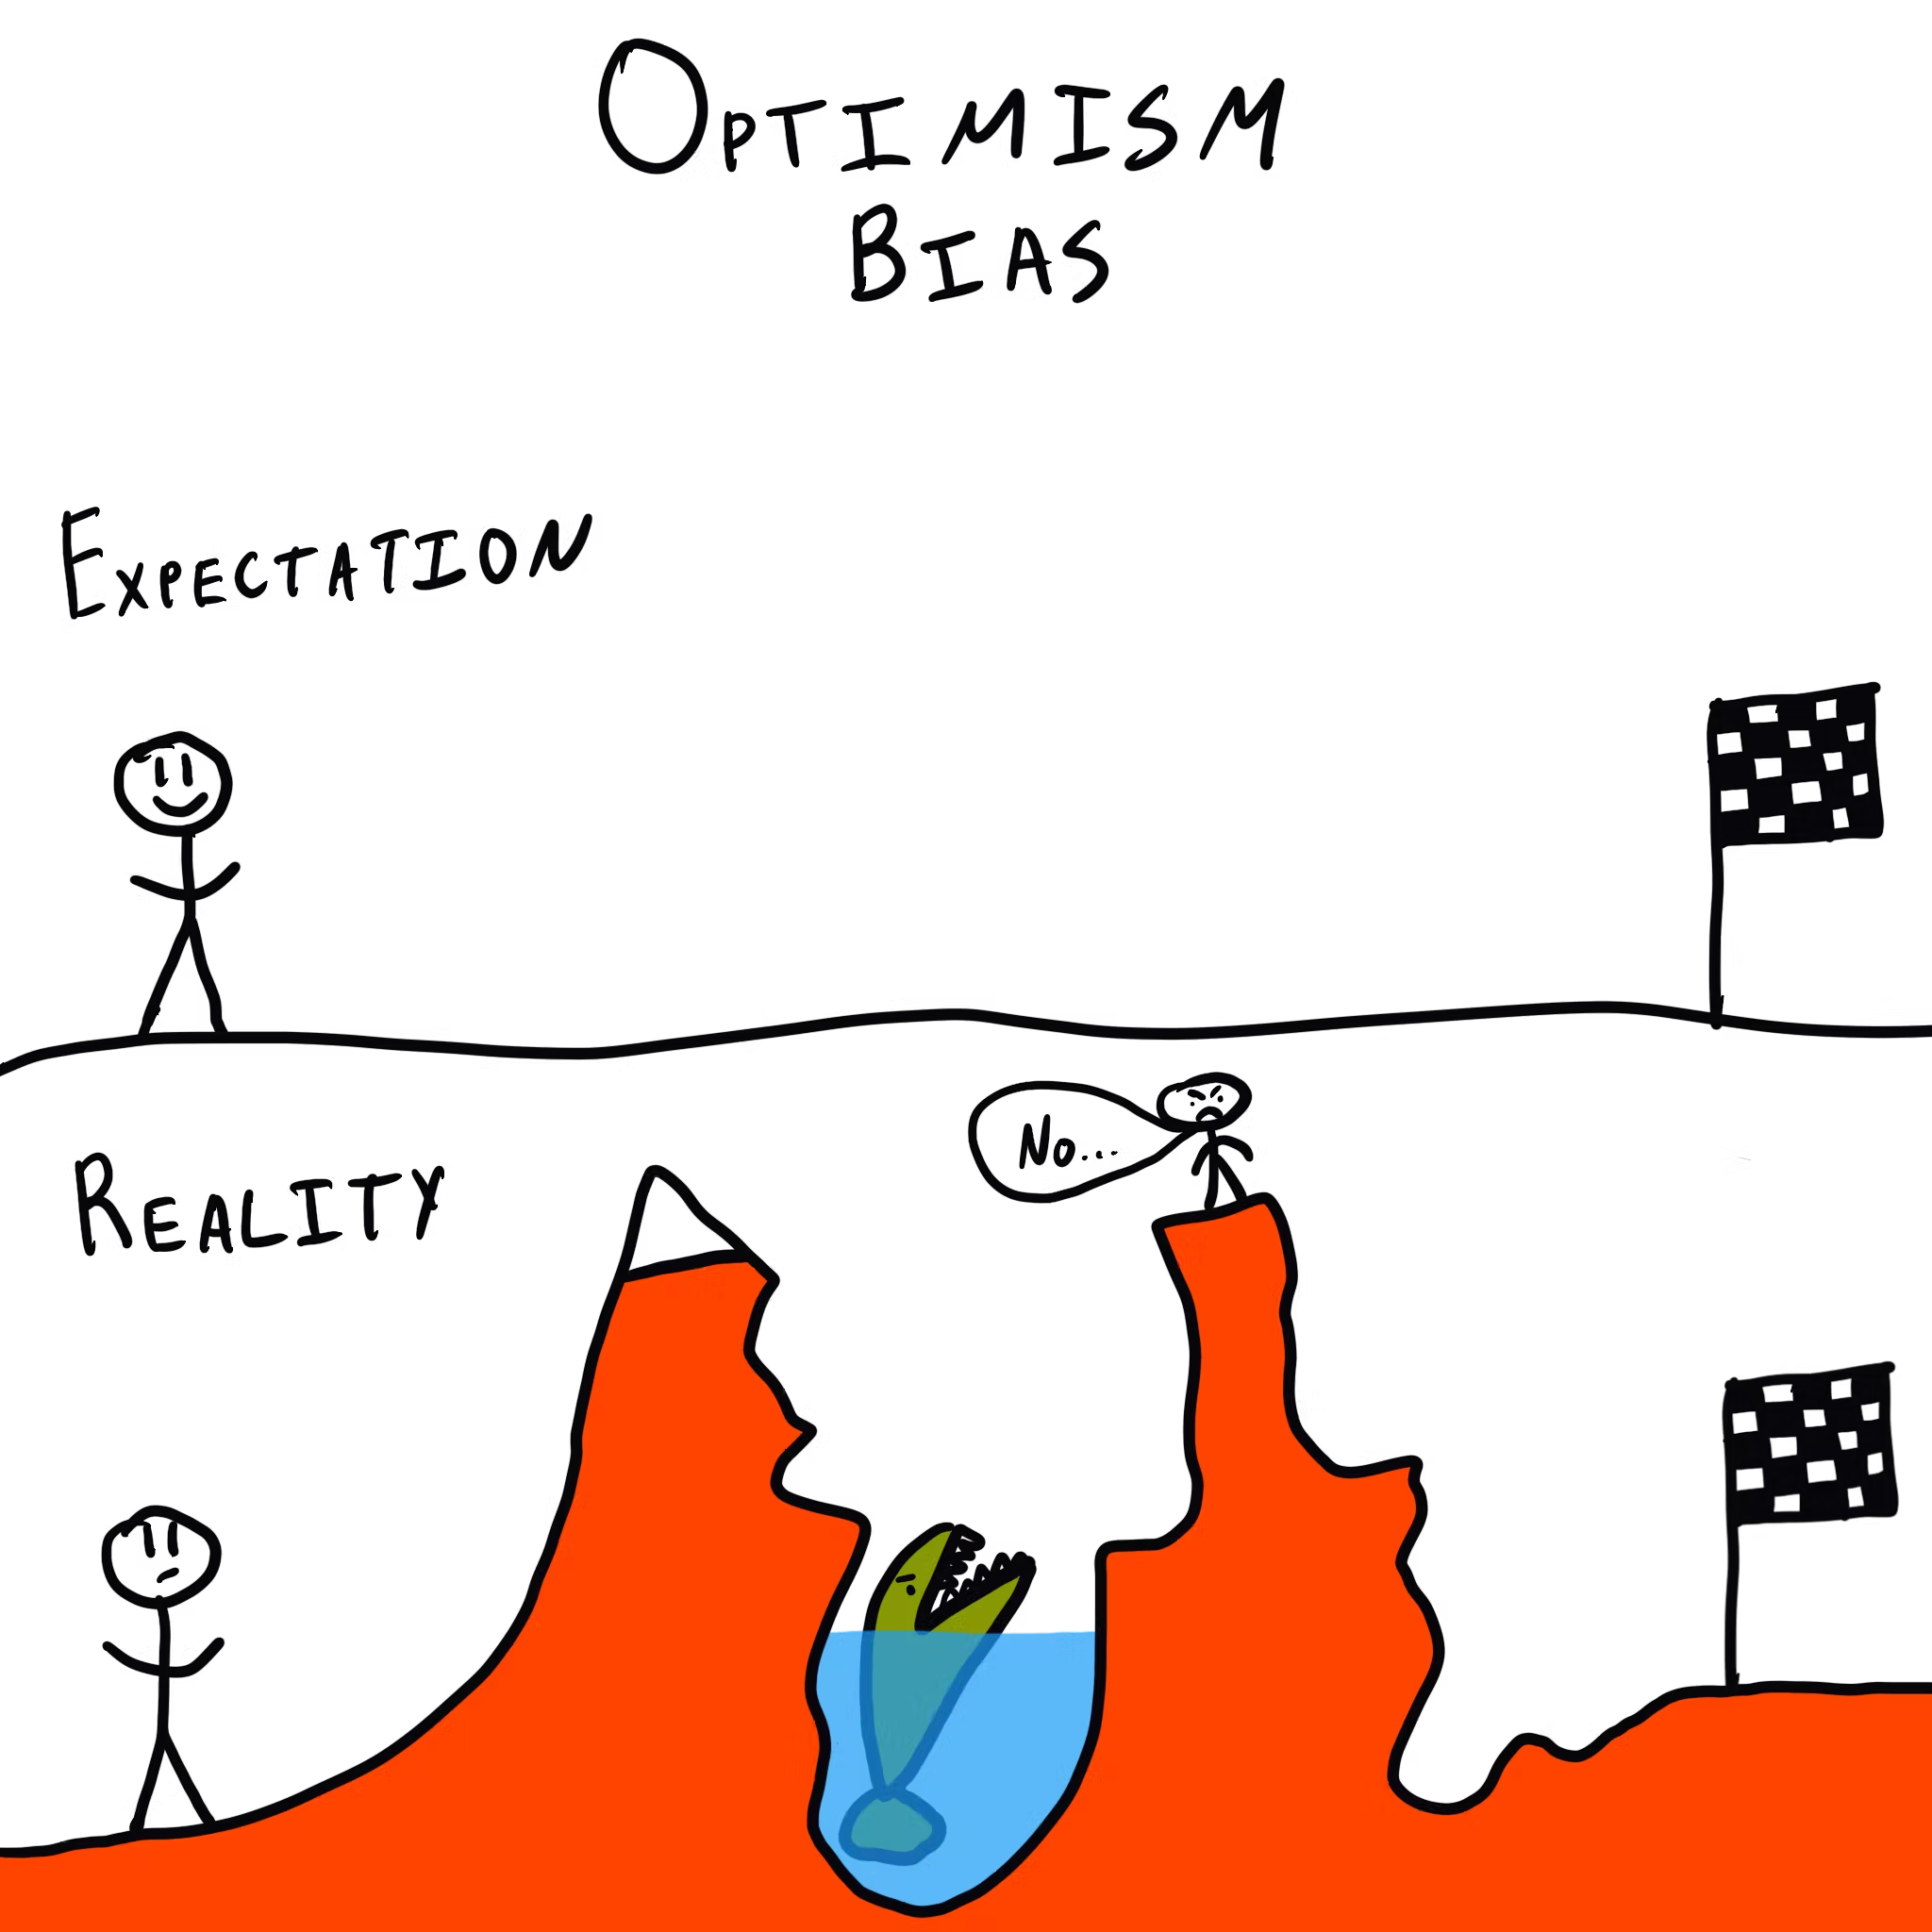 Optimism
Bias
Expectation
No...
Reality